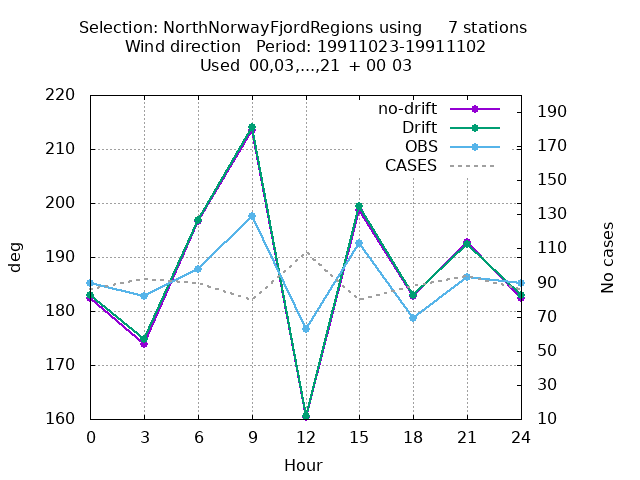 Selection: NorthNorwayFjordRegions using 7 stations
Wind direction Period: 19911023-19911102
Used 00,03,...,21 + 00 03
no-drift
Drift
OBS
CASES
220
210
200
190
180
170
160
190
170
150
130
110
90
70
50
30
10
deg
No cases
0 3 6 9 12 15 18 21 24
Hour